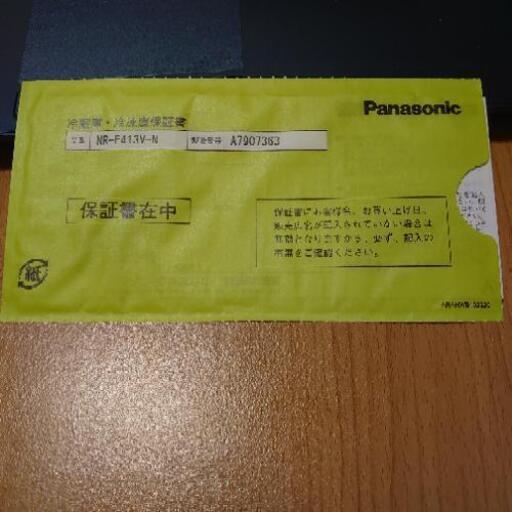 Panasonic
冷蔵庫・冷凍庫保証書
品番 NR-F413V-N 製造番号 A7907363
保証書在中
保証書にお客様名、お買い上げ日、
販売店名が記入されていない場合は
無効となりますから、必ず、記入の
有無をご確認ください。
紙